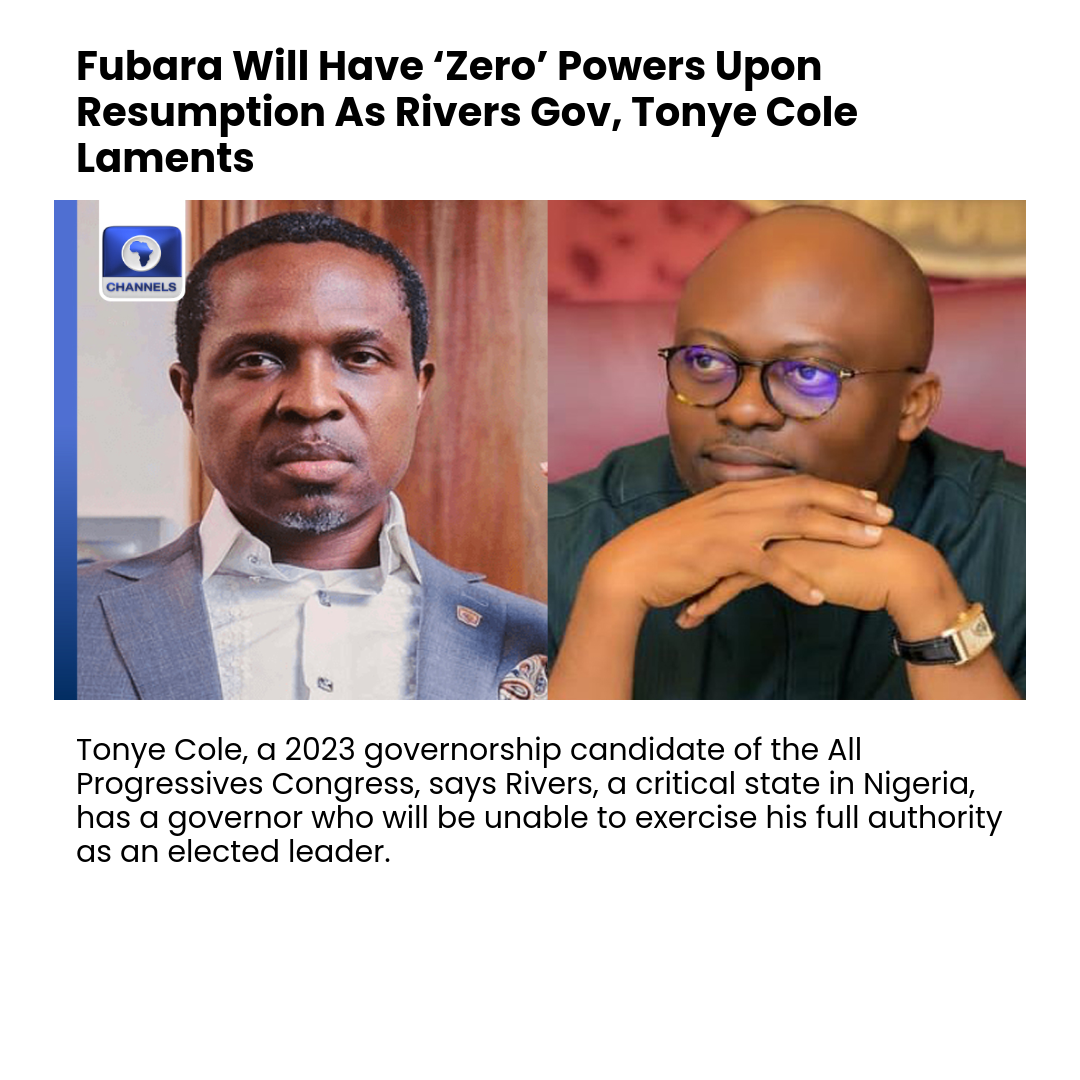 Fubara Will Have ‘Zero’ Powers Upon
Resumption As Rivers Gov, Tonye Cole
Laments
CHANNELS
Tonye Cole, a 2023 governorship candidate of the All
Progressives Congress, says Rivers, a critical state in Nigeria,
has a governor who will be unable to exercise his full authority
as an elected leader.